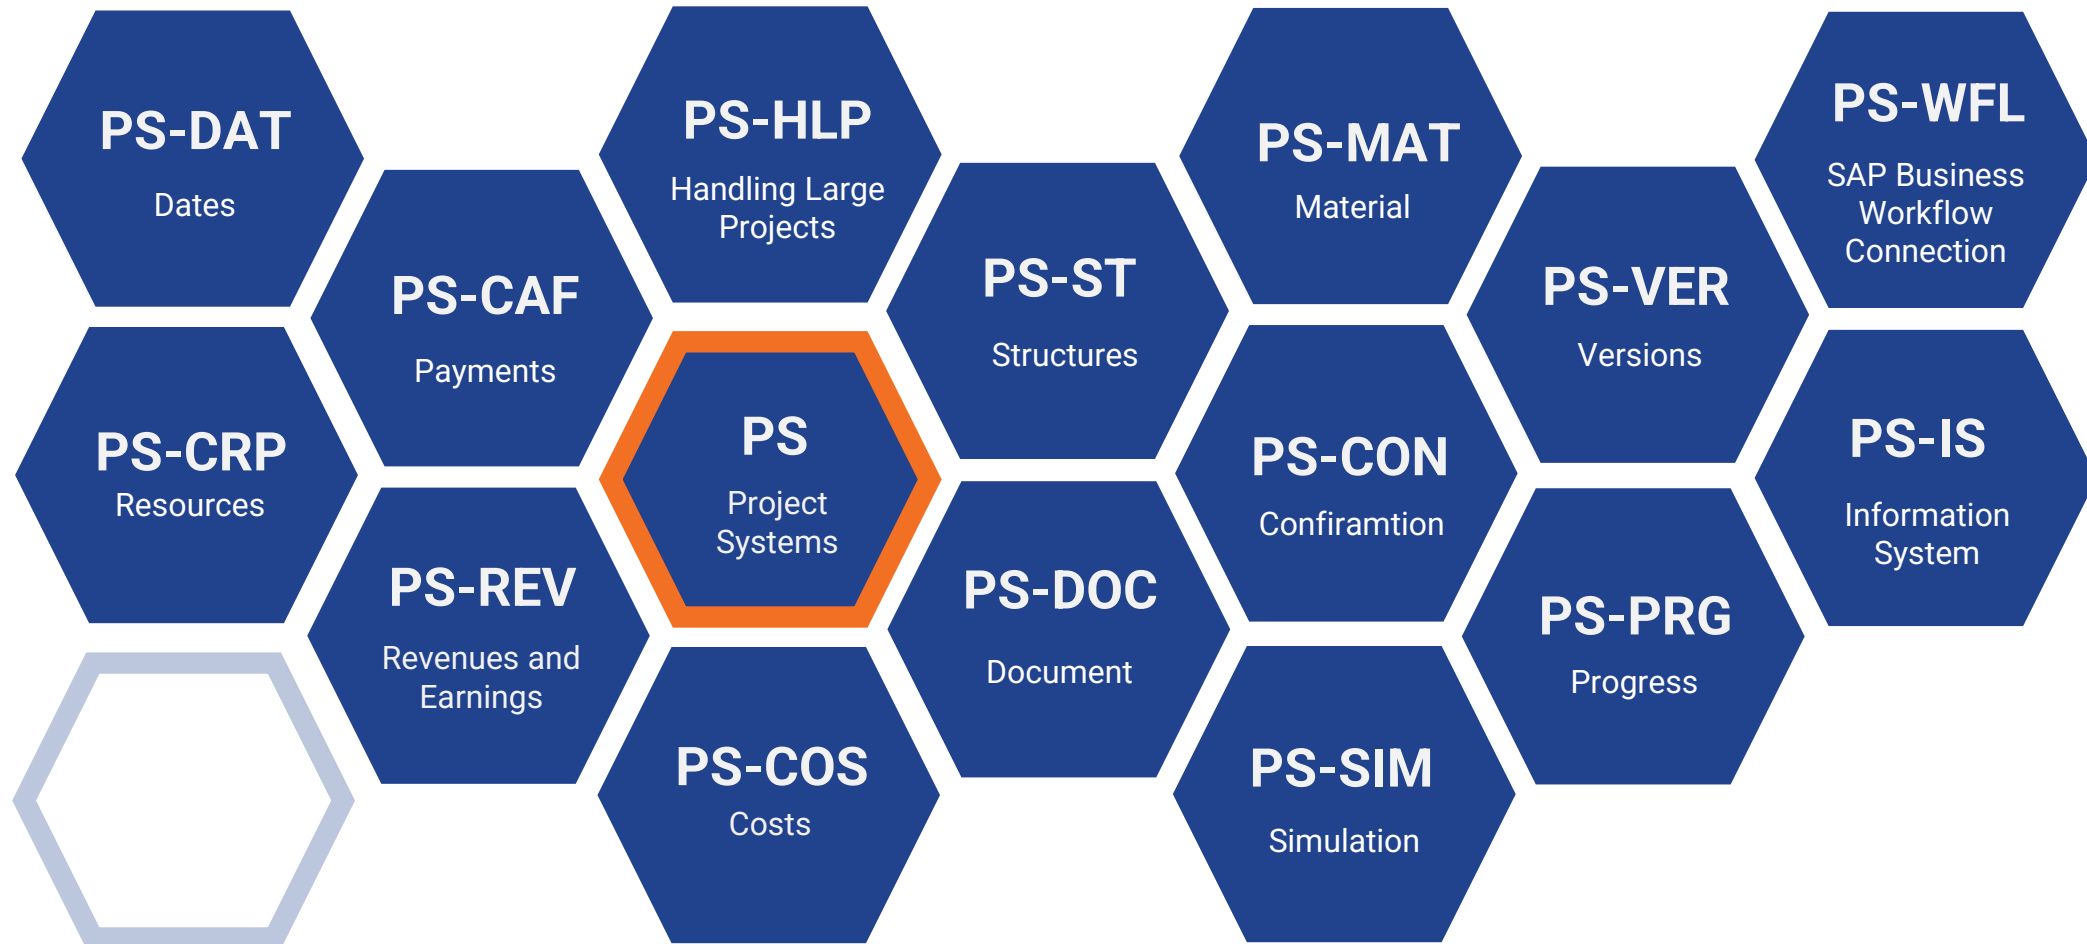 PS-DAT
Dates
PS-CRP
Resources
PS-CAF
Payments
PS-REV
Revenues and
Earnings
PS-HLP
Handling Large
Projects
PS
Project
Systems
PS-COS
Costs
PS-ST
Structures
PS-DOC
Document
PS-MAT
Material
PS-CON
Confiramtion
PS-SIM
Simulation
PS-VER
Versions
PS-PRG
Progress
PS-WFL
SAP Business
Workflow
Connection
PS-IS
Information
System